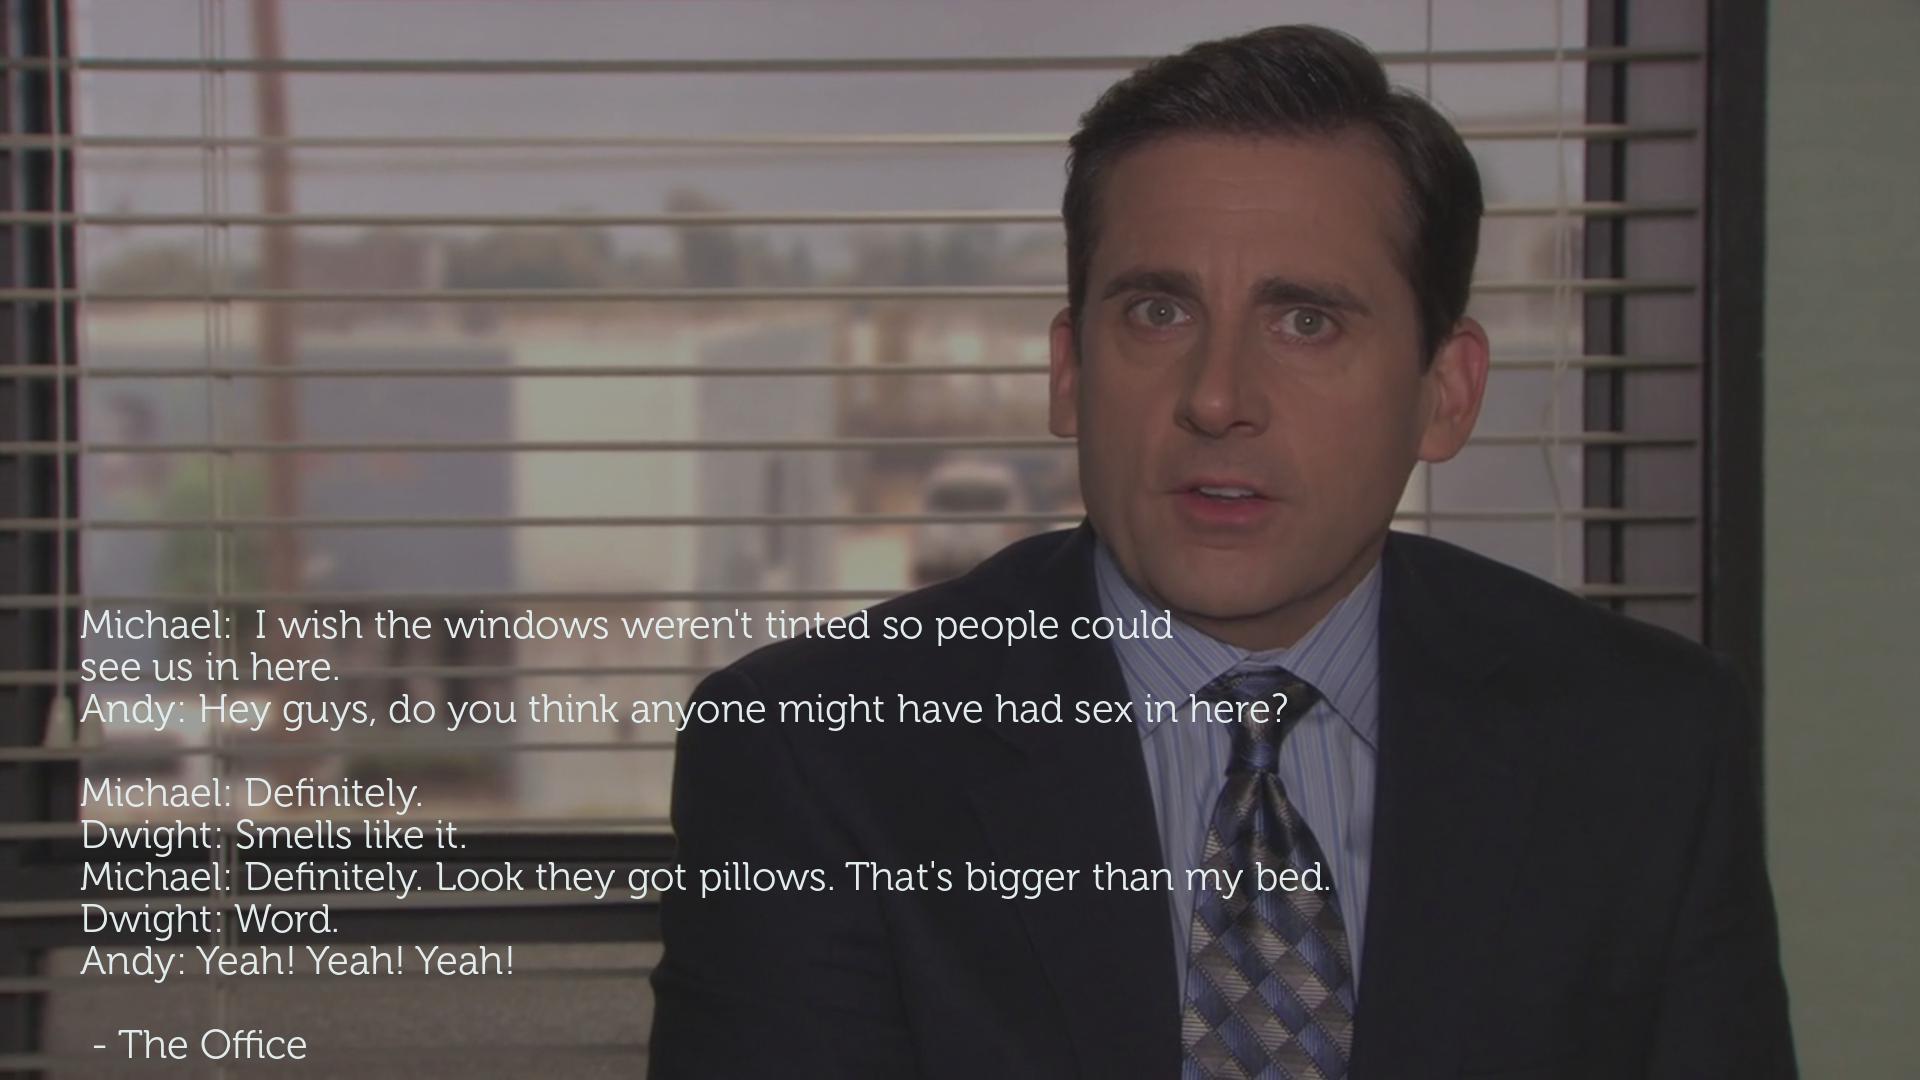 Michael:  I wish the windows weren't tinted so people could
see us in here.
Andy: Hey guys, do you think anyone might have had sex in here?
Michael: Definitely.
Dwight: Smells like it.
Michael: Definitely. Look they got pillows. That's bigger than my bed.
Dwight: Word.
Andy: Yeah! Yeah! Yeah!
- The Office